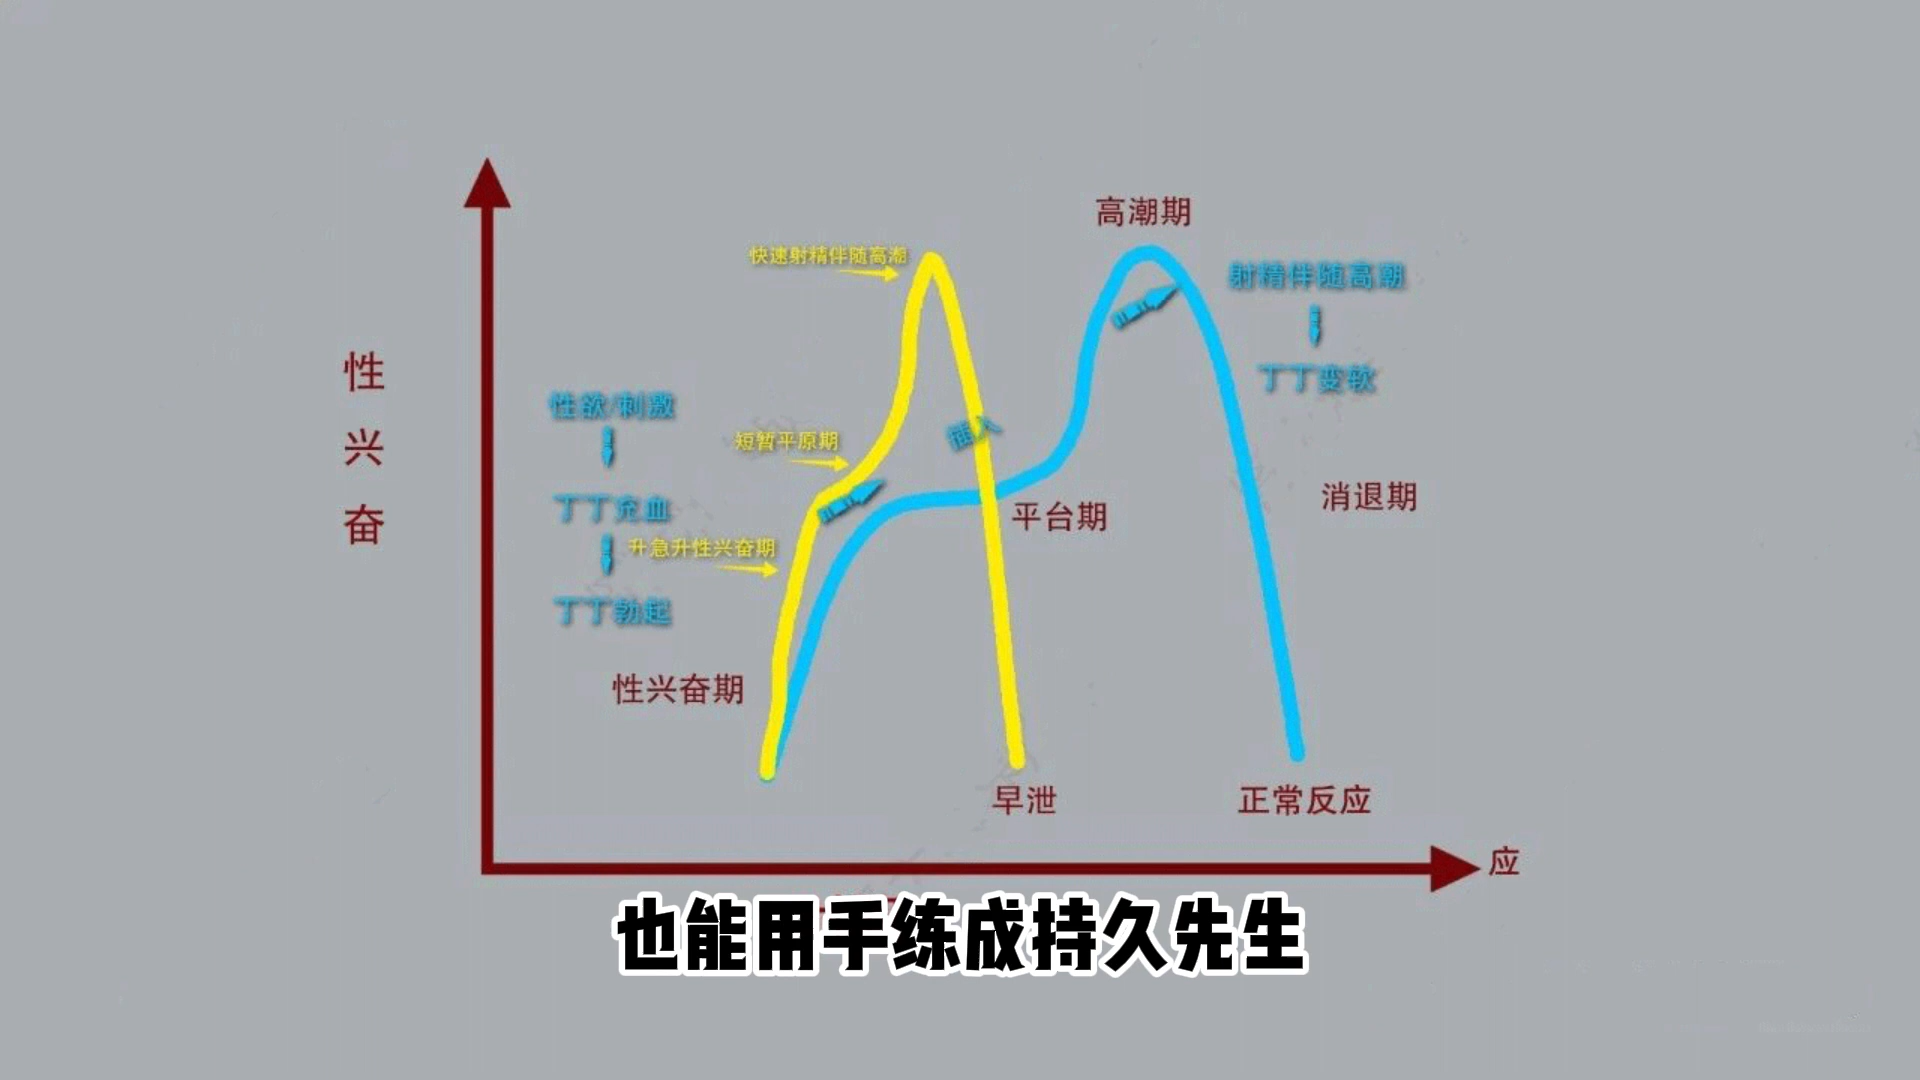 高潮期
快速射精伴随高潮
射精伴随高潮
丁丁变软
性兴奋
性欲/刺激
短暂平原期
插入
丁丁充血
平台期
消退期
升急升性兴奋期
丁丁勃起
性兴奋期
早泄
正常反应
应
也能用手练成持久先生